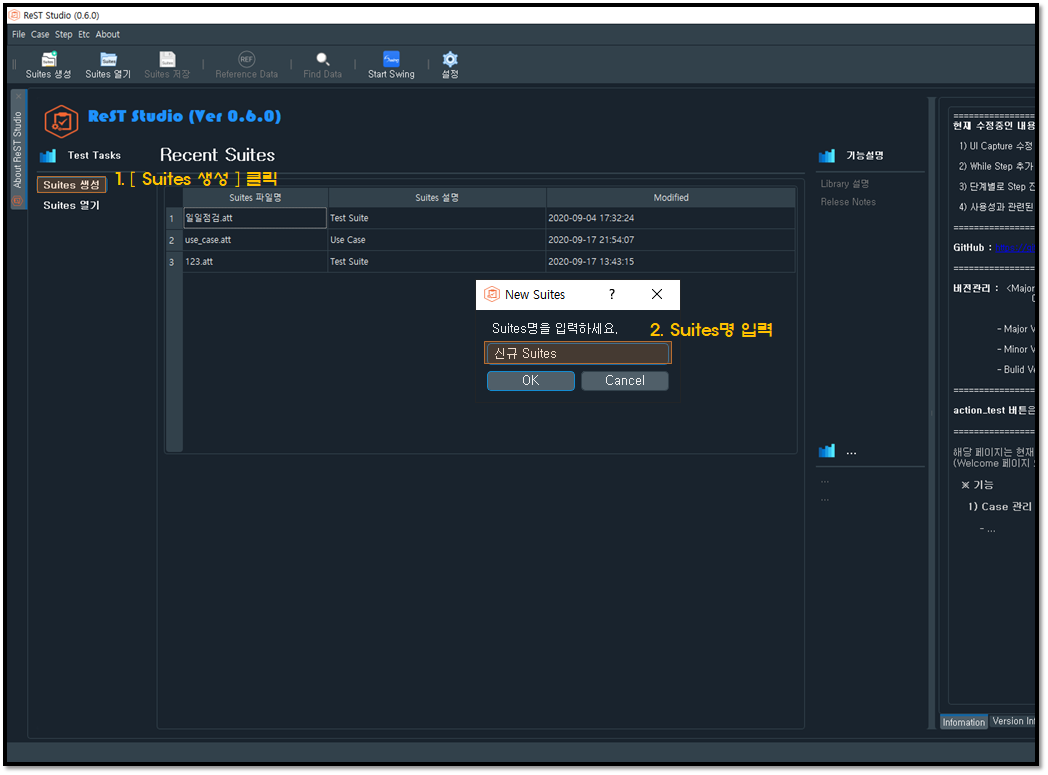 ReST Studio (0.6.0)
File Case Step Etc About
Suites 생성 Suites 열기 Suites 저장 Reference Data Find Data Start Swing 설정
REF
About ReST Studio
ReST Studio (Ver 0.6.0)
Test Tasks
Suites 생성
Suites 열기
1. [ Suites 생성 ] 클릭
Recent Suites
Suites 파일명 Suites 설명 Modified
1 일일점검.att Test Suite 2020-09-04 17:32:24
2 use_case.att Use Case 2020-09-17 21:54:07
3 123.att Test Suite 2020-09-17 13:43:15
New Suites ?
Suites명을 입력하세요.
신규 Suites
OK Cancel
2. Suites명 입력
기능설명
Library 설명
Relese Notes
...
...
...
==================
현재 수정중인 내용
1) UI Capture 수정
2) While Step 추가
3) 단계별로 Step 진
4) 사용성과 관련된
==================
GitHub :
==================
버전관리 : <Major
- Major V
- Minor V
- Bulid Ve
==================
action_test 버튼은
==================
해당 페이지는 현재
(Welcome 페이지
※ 기능
1) Case 관리
- ...
Infomation Version Inf